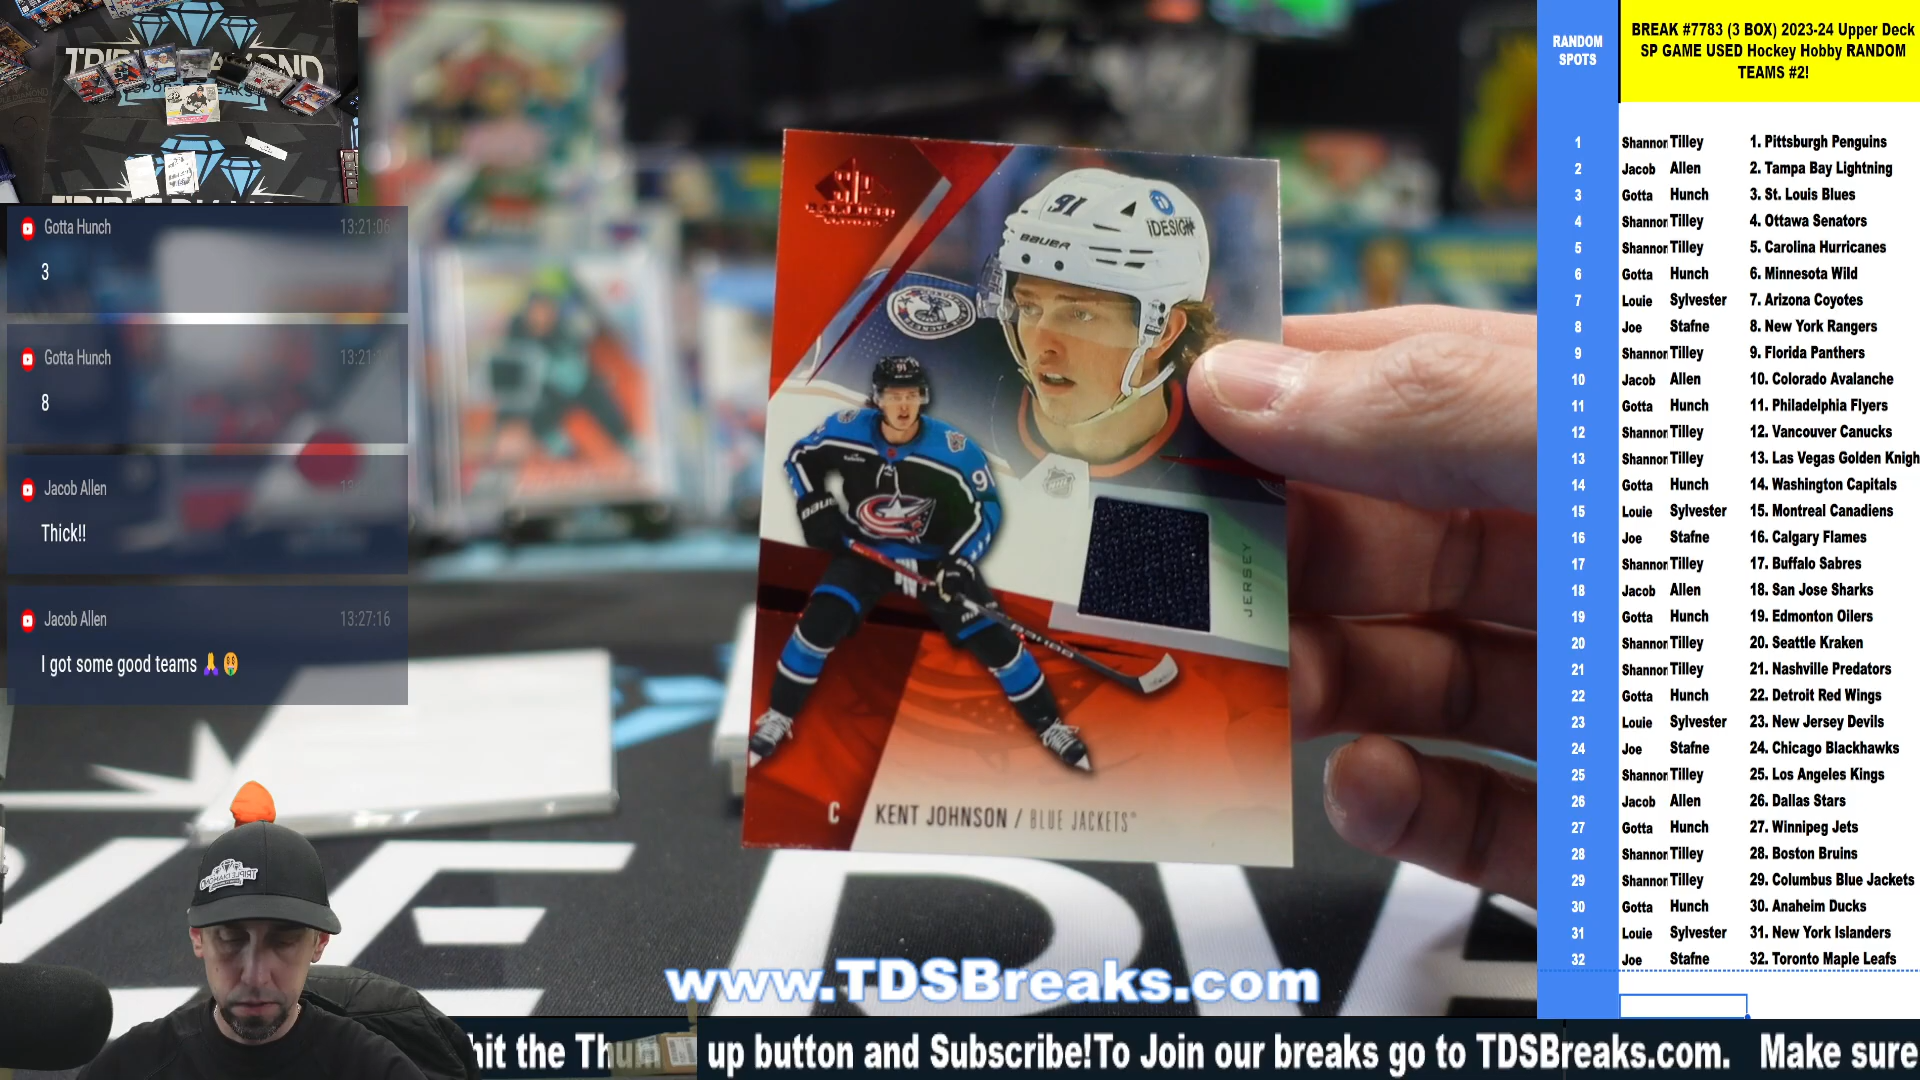 RANDOM
SPOTS
BREAK #7783 (3 BOX) 2023-24 Upper Deck
SP GAME USED Hockey Hobby RANDOM
TEAMS #2!
1 Shannon Tilley 1. Pittsburgh Penguins
2 Jacob Allen 2. Tampa Bay Lightning
3 Gotta Hunch 3. St. Louis Blues
4 Shannon Tilley 4. Ottawa Senators
5 Shannon Tilley 5. Carolina Hurricanes
6 Gotta Hunch 6. Minnesota Wild
7 Louie Sylvester 7. Arizona Coyotes
8 Joe Stafne 8. New York Rangers
9 Shannon Tilley 9. Florida Panthers
10 Jacob Allen 10. Colorado Avalanche
11 Gotta Hunch 11. Philadelphia Flyers
12 Shannon Tilley 12. Vancouver Canucks
13 Shannon Tilley 13. Las Vegas Golden Knigh
14 Gotta Hunch 14. Washington Capitals
15 Louie Sylvester 15. Montreal Canadiens
16 Joe Stafne 16. Calgary Flames
17 Shannon Tilley 17. Buffalo Sabres
18 Jacob Allen 18. San Jose Sharks
19 Gotta Hunch 19. Edmonton Oilers
20 Shannon Tilley 20. Seattle Kraken
21 Shannon Tilley 21. Nashville Predators
22 Gotta Hunch 22. Detroit Red Wings
23 Louie Sylvester 23. New Jersey Devils
24 Joe Stafne 24. Chicago Blackhawks
25 Shannon Tilley 25. Los Angeles Kings
26 Jacob Allen 26. Dallas Stars
27 Gotta Hunch 27. Winnipeg Jets
28 Shannon Tilley 28. Boston Bruins
29 Shannon Tilley 29. Columbus Blue Jackets
30 Gotta Hunch 30. Anaheim Ducks
31 Louie Sylvester 31. New York Islanders
32 Joe Stafne 32. Toronto Maple Leafs
Gotta Hunch 13:21:06
3
Gotta Hunch
8
Jacob Allen
Thick!!
Jacob Allen 13:27:16
I got some good teams 🙏🤑
SP
91
iDESIGN
BAUER
91
JERSEY
C KENT JOHNSON / BLUE JACKETS
www.TDSBreaks.com
hit the Thum up button and Subscribe!To Join our breaks go to TDSBreaks.com. Make sure